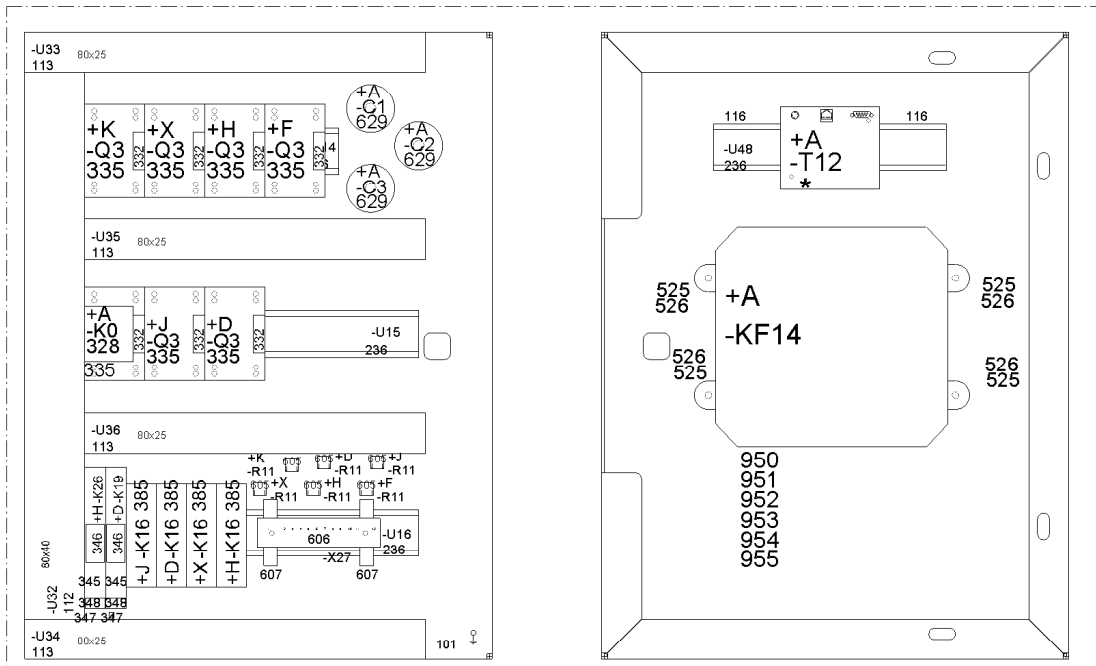 -U33 80x25
113
+K
-Q3
335
332
+X
-Q3
335
332
+H
-Q3
335
332
+F
-Q3
335
332
+A
-C1
629
+A
-C2
629
+A
-C3
629
-U35 80x25
113
+A
-K0
328
335
332
+J
-Q3
335
332
+D
-Q3
335
332
-U15
236
-U36 80x25
113
+K
-R11
605
605
+D
-R11
605
+J
-R11
605
+X
-R11
605
+H
-R11
605
+F
-R11
+H-K26
346
345
348
347
+D-K19
346
345
348
347
+J -K16 385
+D-K16 385
+X-K16 385
+H-K16 385
606
-X27
607
607
-U16
236
-U32
112
-U34
113
101
116
116
-U48
236
+A
-T12
*
+A
-KF14
525
526
525
526
526
525
526
525
950
951
952
953
954
955